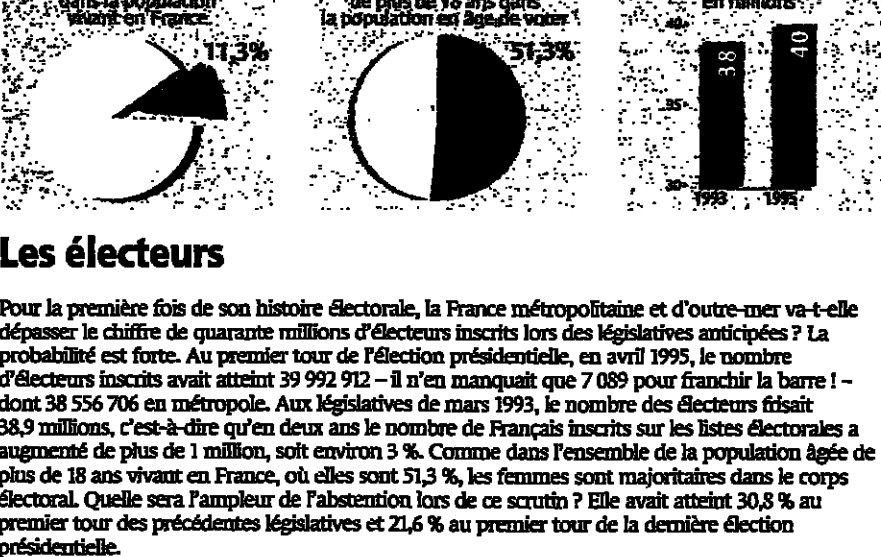 dans la population
vivant en France
11,3%
de plus de 18 ans dans
la population en âge de voter
51,3%
en millions
40
35
30
38
40
1993
1995
Les électeurs
Pour la première fois de son histoire électorale, la France métropolitaine et d'outre-mer va-t-elle
dépasser le chiffre de quarante millions d'électeurs inscrits lors des législatives anticipées ? La
probabilité est forte. Au premier tour de l'élection présidentielle, en avril 1995, le nombre
d'électeurs inscrits avait atteint 39 992 912 – il n'en manquait que 7 089 pour franchir la barre ! –
dont 38 556 706 en métropole. Aux législatives de mars 1993, le nombre des électeurs frisait
38,9 millions, c'est-à-dire qu'en deux ans le nombre de Français inscrits sur les listes électorales a
augmenté de plus de 1 million, soit environ 3 %. Comme dans l'ensemble de la population âgée de
plus de 18 ans vivant en France, où elles sont 51,3 %, les femmes sont majoritaires dans le corps
électoral. Quelle sera l'ampleur de l'abstention lors de ce scrutin ? Elle avait atteint 30,8 % au
premier tour des précédentes législatives et 21,6 % au premier tour de la dernière élection
présidentielle.